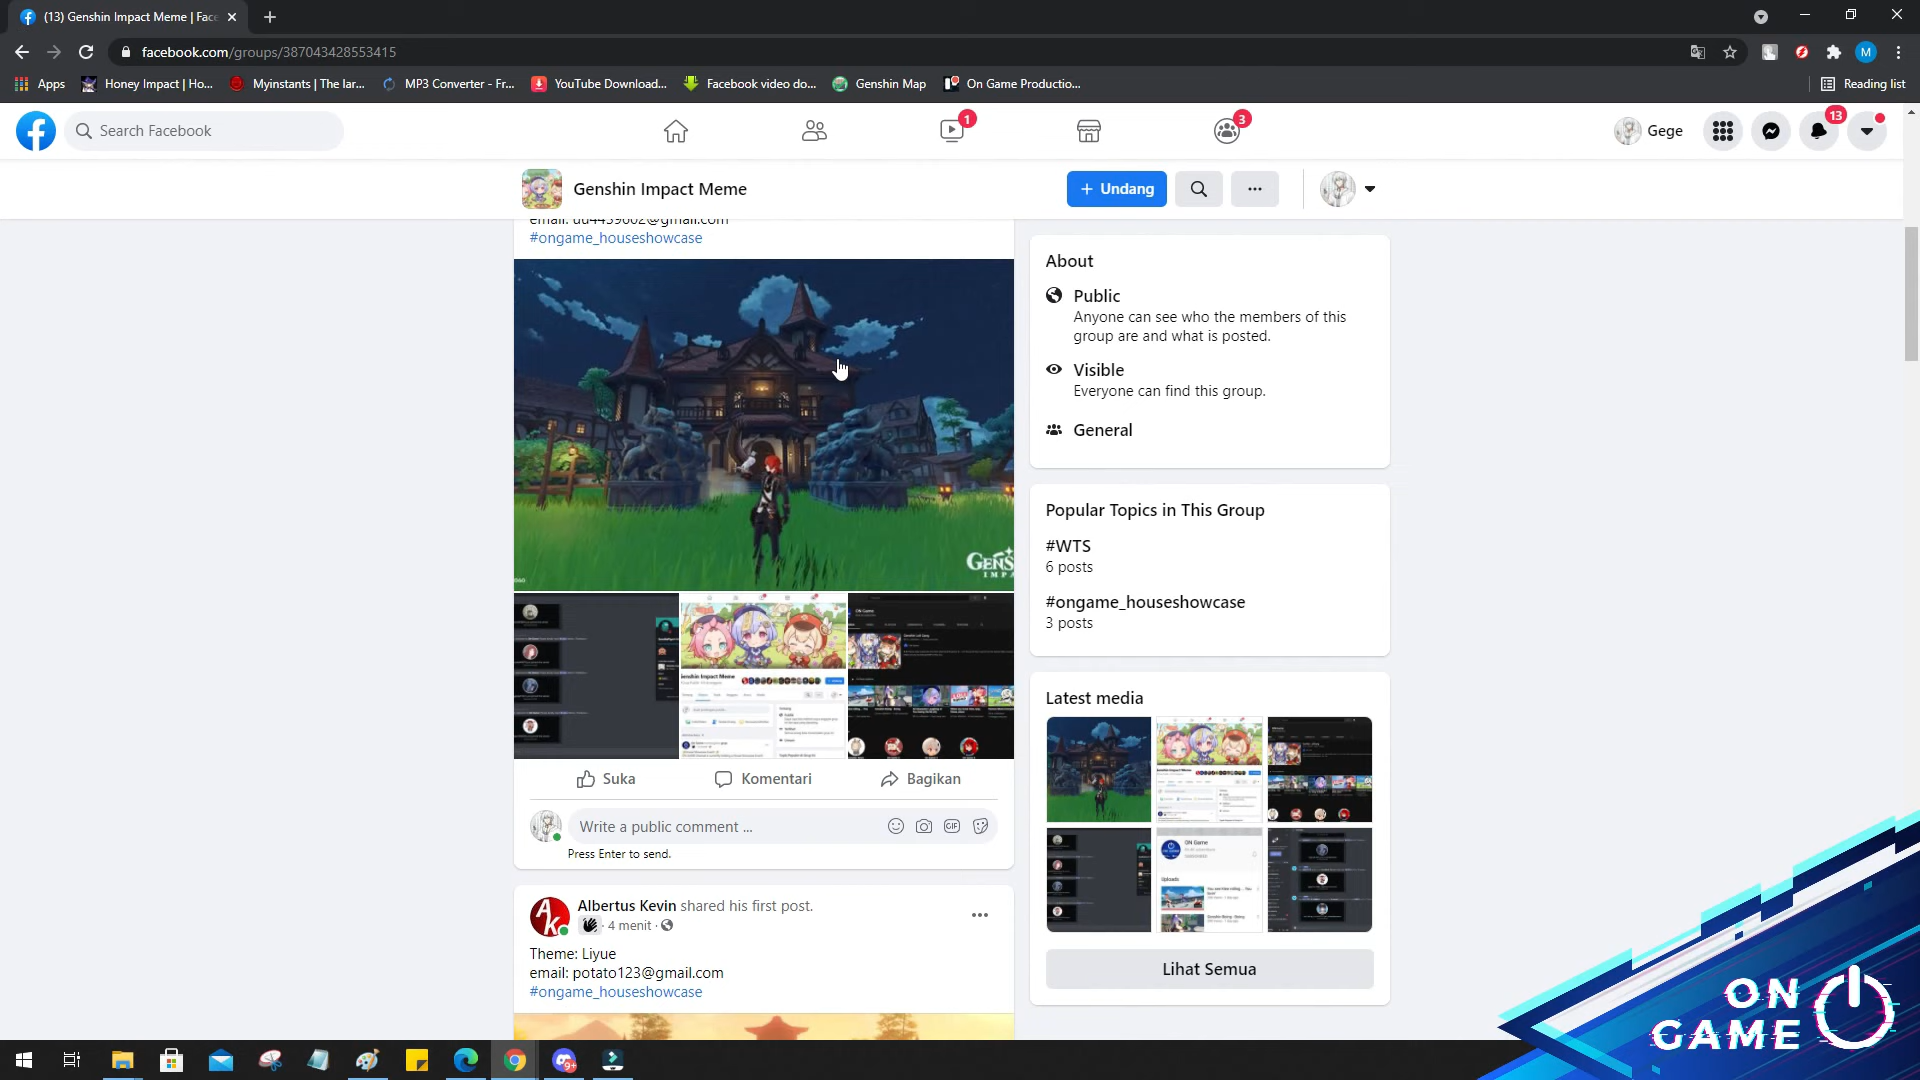 (13) Genshin Impact Meme | Face
facebook.com/groups/387043428553415
Apps
Honey Impact | Ho...
Myinstants | The lar...
MP3 Converter - Fr...
YouTube Download...
Facebook video do...
Genshin Map
On Game Productio...
Reading list
Search Facebook
1
3
Gege
13
Genshin Impact Meme
+ Undang
#ongame_houseshowcase
GENS
IMPA
Suka
Komentari
Bagikan
Write a public comment ...
GIF
Press Enter to send.
Albertus Kevin shared his first post.
4 menit
Theme: Liyue
email: potato123@gmail.com
#ongame_houseshowcase
About
Public
Anyone can see who the members of this
group are and what is posted.
Visible
Everyone can find this group.
General
Popular Topics in This Group
#WTS
6 posts
#ongame_houseshowcase
3 posts
Latest media
Lihat Semua
ON
GAME